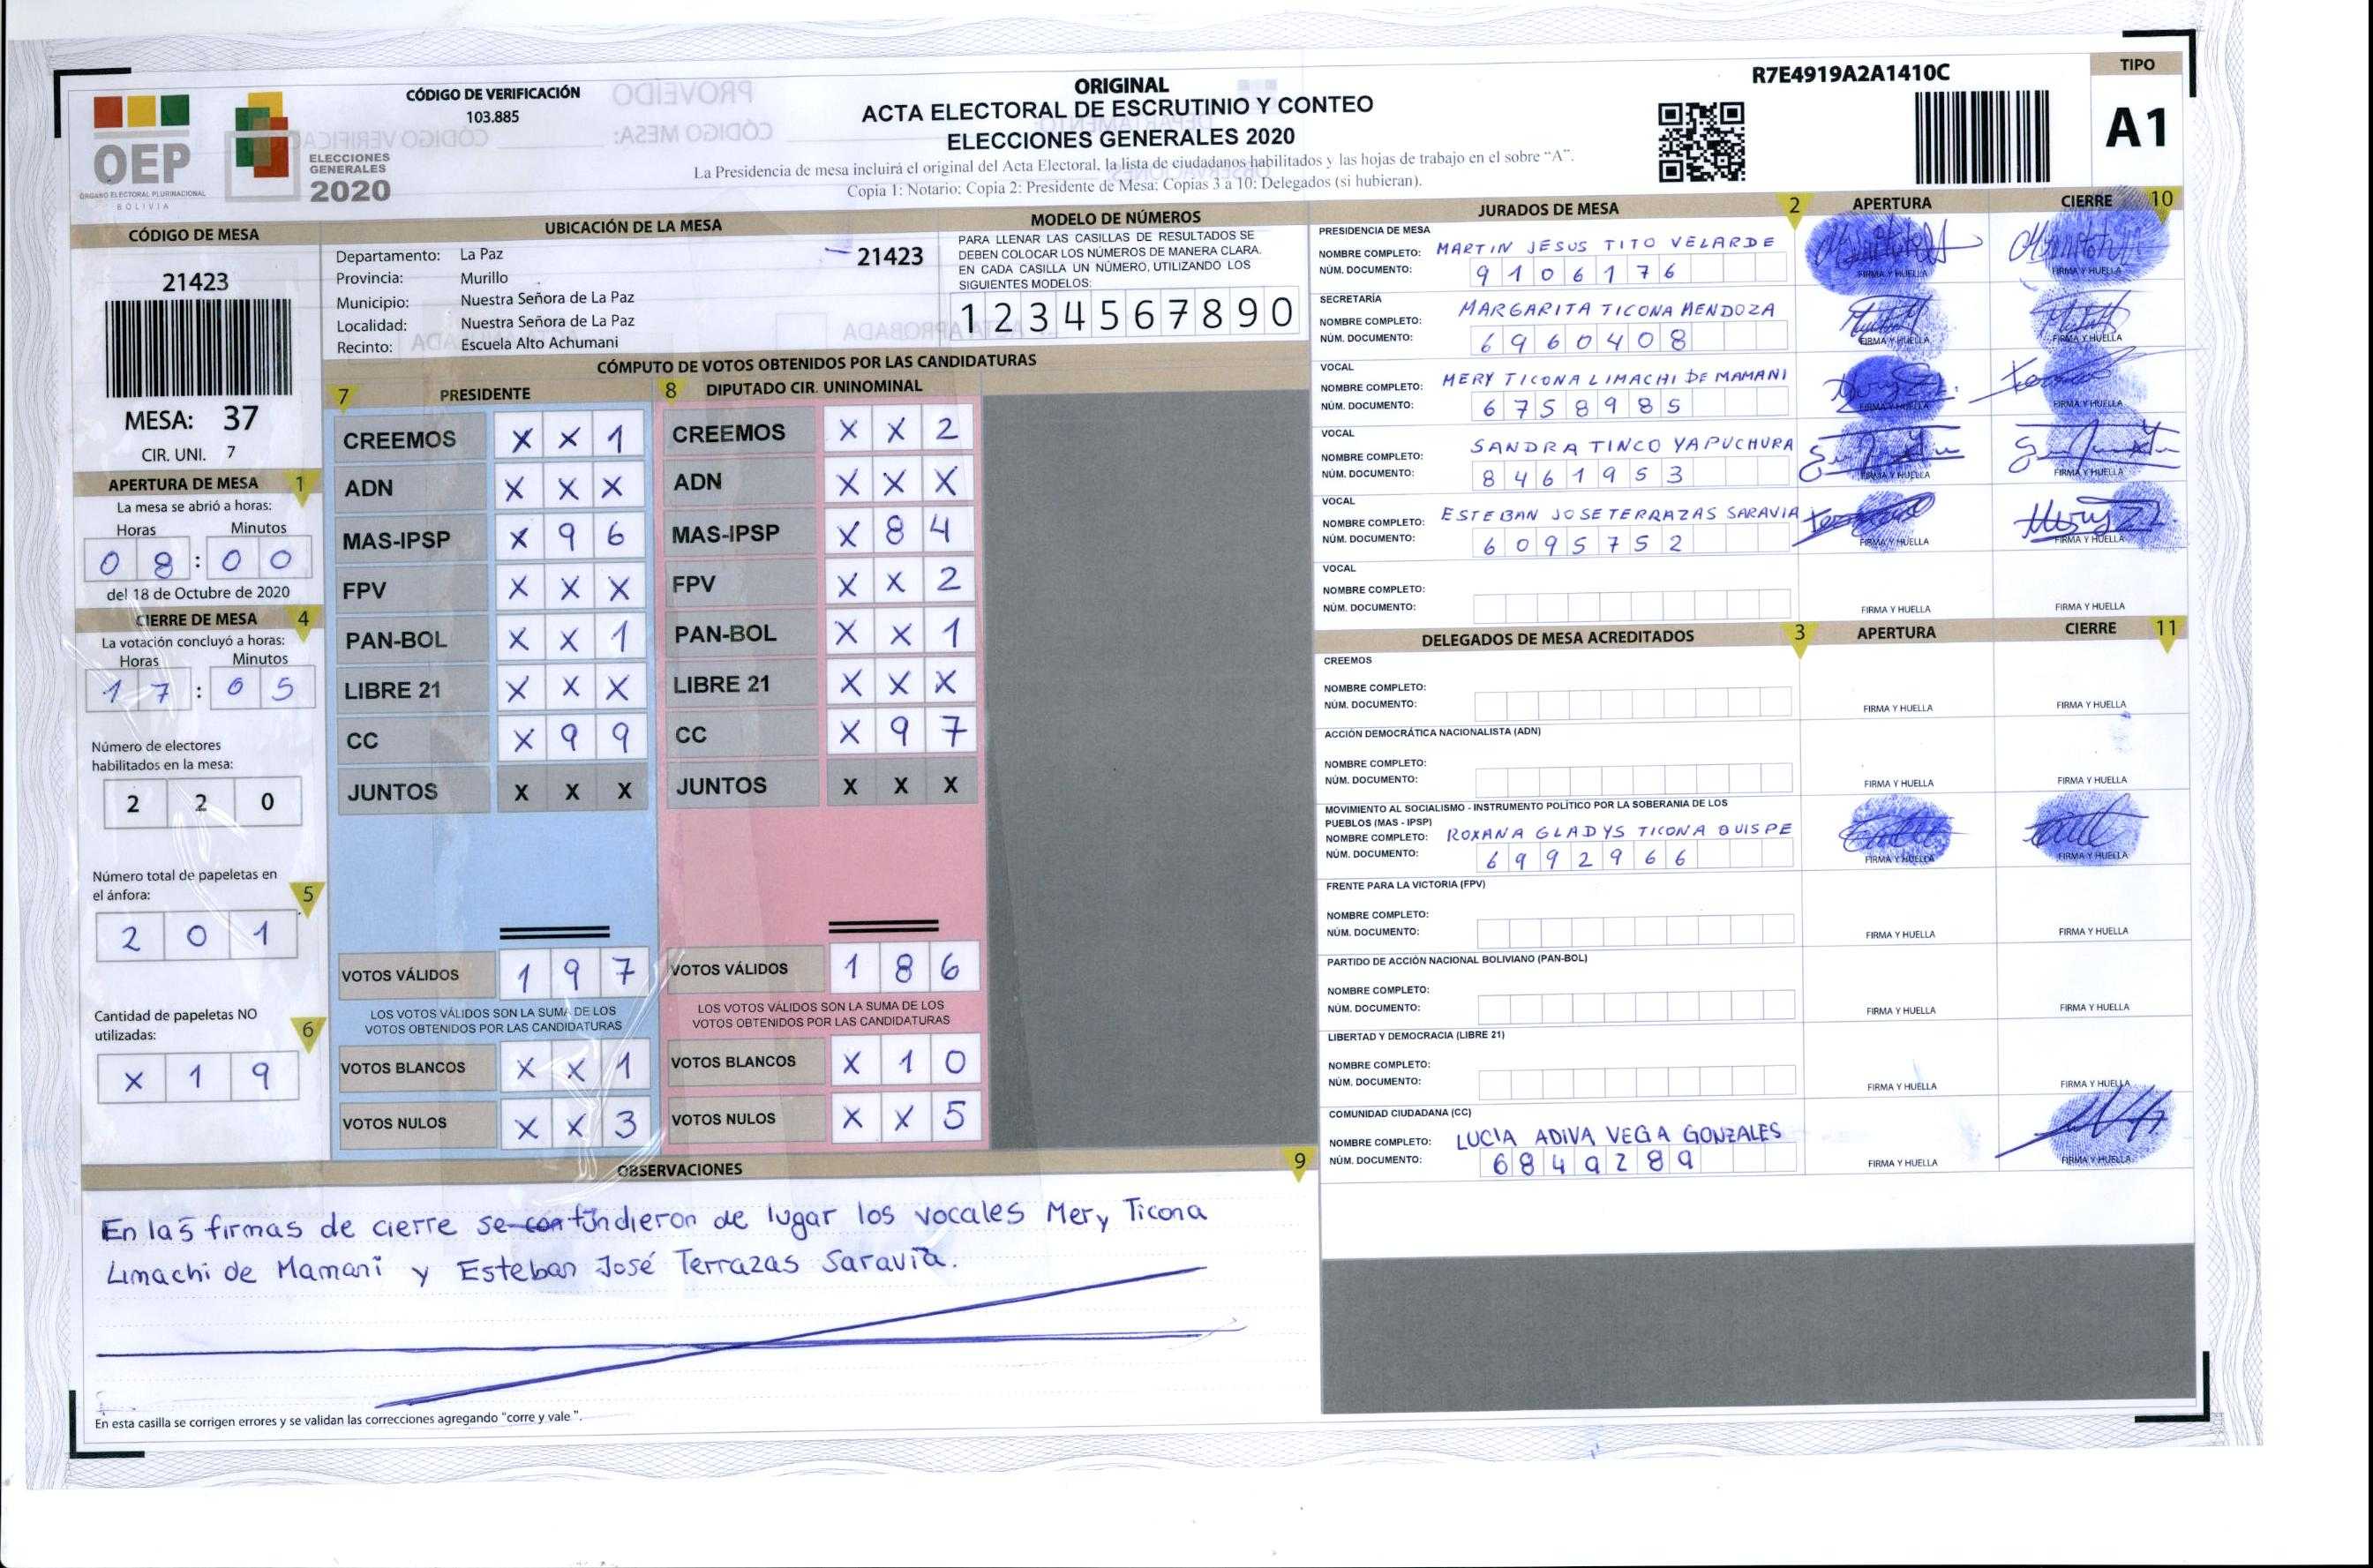 ORIGINAL
ACTA ELECTORAL DE ESCRUTINIO Y CONTEO
ELECCIONES GENERALES 2020
La Presidencia de mesa incluirá el original del Acta Electoral, la lista de ciudadanos habilitados y las hojas de trabajo en el sobre “A”.
Copia 1: Notario; Copia 2: Presidente de Mesa; Copias 3 a 10: Delegados (si hubieran).
OEP
ÓRGANO ELECTORAL PLURINACIONAL
BOLIVIA
ELECCIONES
GENERALES
2020
CÓDIGO DE VERIFICACIÓN
103.885
R7E4919A2A1410C
TIPO
A1
CÓDIGO DE MESA
21423
MESA: 37
CIR. UNI. 7
APERTURA DE MESA 1
La mesa se abrió a horas:
Horas Minutos
0 8 : 0 0
del 18 de Octubre de 2020
CIERRE DE MESA 4
La votación concluyó a horas:
Horas Minutos
1 7 : 0 5
Número de electores
habilitados en la mesa:
2 2 0
Número total de papeletas en
el ánfora: 5
2 0 1
Cantidad de papeletas NO
utilizadas: 6
X 1 9
UBICACIÓN DE LA MESA
Departamento: La Paz 21423
Provincia: Murillo
Municipio: Nuestra Señora de La Paz
Localidad: Nuestra Señora de La Paz
Recinto: Escuela Alto Achumani
MODELO DE NÚMEROS
PARA LLENAR LAS CASILLAS DE RESULTADOS SE
DEBEN COLOCAR LOS NÚMEROS DE MANERA CLARA.
EN CADA CASILLA UN NÚMERO, UTILIZANDO LOS
SIGUIENTES MODELOS:
1 2 3 4 5 6 7 8 9 0
CÓMPUTO DE VOTOS OBTENIDOS POR LAS CANDIDATURAS
7 PRESIDENTE
CREEMOS X X 1
ADN X X X
MAS-IPSP X 9 6
FPV X X X
PAN-BOL X X 1
LIBRE 21 X X X
CC X 9 9
JUNTOS X X X
VOTOS VÁLIDOS 1 9 7
LOS VOTOS VÁLIDOS SON LA SUMA DE LOS
VOTOS OBTENIDOS POR LAS CANDIDATURAS
VOTOS BLANCOS X X 1
VOTOS NULOS X X 3
8 DIPUTADO CIR. UNINOMINAL
CREEMOS X X 2
ADN X X X
MAS-IPSP X 8 4
FPV X X 2
PAN-BOL X X 1
LIBRE 21 X X X
CC X 9 7
JUNTOS X X X
VOTOS VÁLIDOS 1 8 6
LOS VOTOS VÁLIDOS SON LA SUMA DE LOS
VOTOS OBTENIDOS POR LAS CANDIDATURAS
VOTOS BLANCOS X 1 0
VOTOS NULOS X X 5
OBSERVACIONES 9
En las firmas de cierre se confundieron de lugar los vocales Mery Ticona
Limachi de Mamani y Esteban José Terrazas Saravia.
En esta casilla se corrigen errores y se validan las correcciones agregando “corre y vale”.
JURADOS DE MESA 2 APERTURA CIERRE 10
PRESIDENCIA DE MESA
NOMBRE COMPLETO: MARTIN JESUS TITO VELARDE
NÚM. DOCUMENTO: 9106176 FIRMA Y HUELLA FIRMA Y HUELLA
SECRETARÍA
NOMBRE COMPLETO: MARGARITA TICONA MENDOZA
NÚM. DOCUMENTO: 6960408 FIRMA Y HUELLA FIRMA Y HUELLA
VOCAL
NOMBRE COMPLETO: MERY TICONA LIMACHI DE MAMANI
NÚM. DOCUMENTO: 6758985 FIRMA Y HUELLA FIRMA Y HUELLA
VOCAL
NOMBRE COMPLETO: SANDRA TINCO YAPUCHURA
NÚM. DOCUMENTO: 8461953 FIRMA Y HUELLA FIRMA Y HUELLA
VOCAL
NOMBRE COMPLETO: ESTEBAN JOSE TERRAZAS SARAVIA
NÚM. DOCUMENTO: 6095752 FIRMA Y HUELLA FIRMA Y HUELLA
VOCAL
NOMBRE COMPLETO:
NÚM. DOCUMENTO: FIRMA Y HUELLA FIRMA Y HUELLA
DELEGADOS DE MESA ACREDITADOS 3 APERTURA CIERRE 11
CREEMOS
NOMBRE COMPLETO:
NÚM. DOCUMENTO: FIRMA Y HUELLA FIRMA Y HUELLA
ACCIÓN DEMOCRÁTICA NACIONALISTA (ADN)
NOMBRE COMPLETO:
NÚM. DOCUMENTO: FIRMA Y HUELLA FIRMA Y HUELLA
MOVIMIENTO AL SOCIALISMO - INSTRUMENTO POLÍTICO POR LA SOBERANIA DE LOS
PUEBLOS (MAS - IPSP)
NOMBRE COMPLETO: ROXANA GLADYS TICONA QUISPE
NÚM. DOCUMENTO: 6992966 FIRMA Y HUELLA FIRMA Y HUELLA
FRENTE PARA LA VICTORIA (FPV)
NOMBRE COMPLETO:
NÚM. DOCUMENTO: FIRMA Y HUELLA FIRMA Y HUELLA
PARTIDO DE ACCIÓN NACIONAL BOLIVIANO (PAN-BOL)
NOMBRE COMPLETO:
NÚM. DOCUMENTO: FIRMA Y HUELLA FIRMA Y HUELLA
LIBERTAD Y DEMOCRACIA (LIBRE 21)
NOMBRE COMPLETO:
NÚM. DOCUMENTO: FIRMA Y HUELLA FIRMA Y HUELLA
COMUNIDAD CIUDADANA (CC)
NOMBRE COMPLETO: LUCIA ADIVA VEGA GONZALES
NÚM. DOCUMENTO: 6849289 FIRMA Y HUELLA FIRMA Y HUELLA